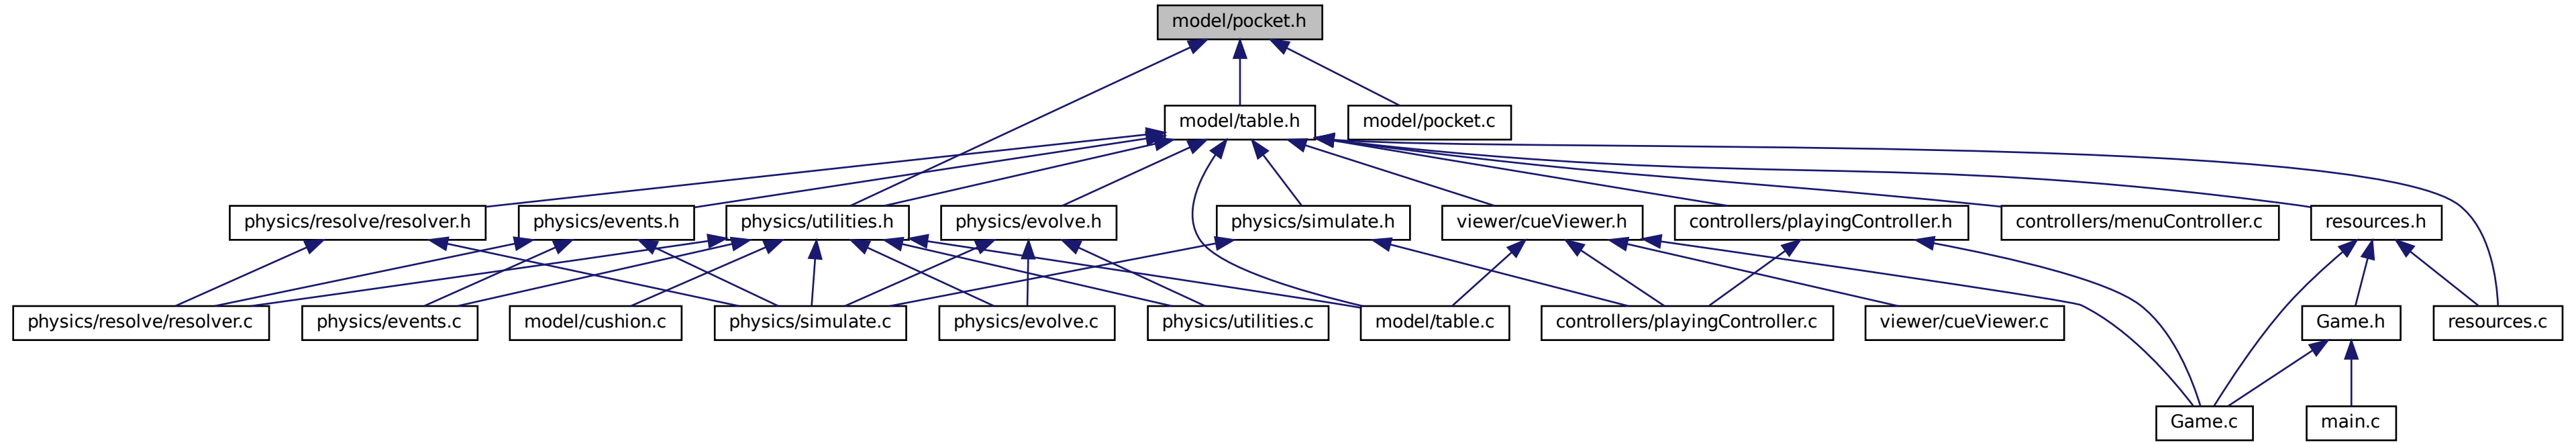 model/pocket.h
model/table.h
model/pocket.c
physics/resolve/resolver.h
physics/events.h
physics/utilities.h
physics/evolve.h
physics/simulate.h
viewer/cueViewer.h
controllers/playingController.h
controllers/menuController.c
resources.h
physics/resolve/resolver.c
physics/events.c
model/cushion.c
physics/simulate.c
physics/evolve.c
physics/utilities.c
model/table.c
controllers/playingController.c
viewer/cueViewer.c
Game.h
resources.c
Game.c
main.c